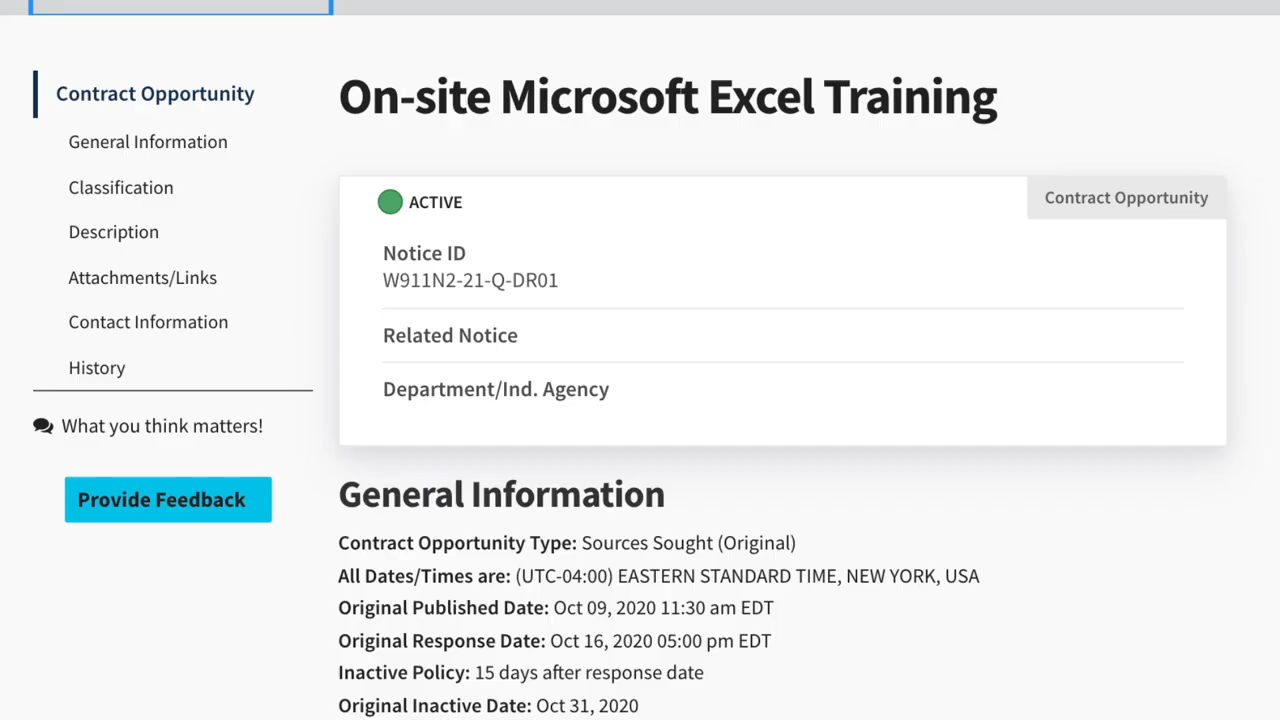 Contract Opportunity
General Information
Classification
Description
Attachments/Links
Contact Information
History
What you think matters!
Provide Feedback
On-site Microsoft Excel Training
ACTIVE
Contract Opportunity
Notice ID
W911N2-21-Q-DR01
Related Notice
Department/Ind. Agency
General Information
Contract Opportunity Type: Sources Sought (Original)
All Dates/Times are: (UTC-04:00) EASTERN STANDARD TIME, NEW YORK, USA
Original Published Date: Oct 09, 2020 11:30 am EDT
Original Response Date: Oct 16, 2020 05:00 pm EDT
Inactive Policy: 15 days after response date
Original Inactive Date: Oct 31, 2020